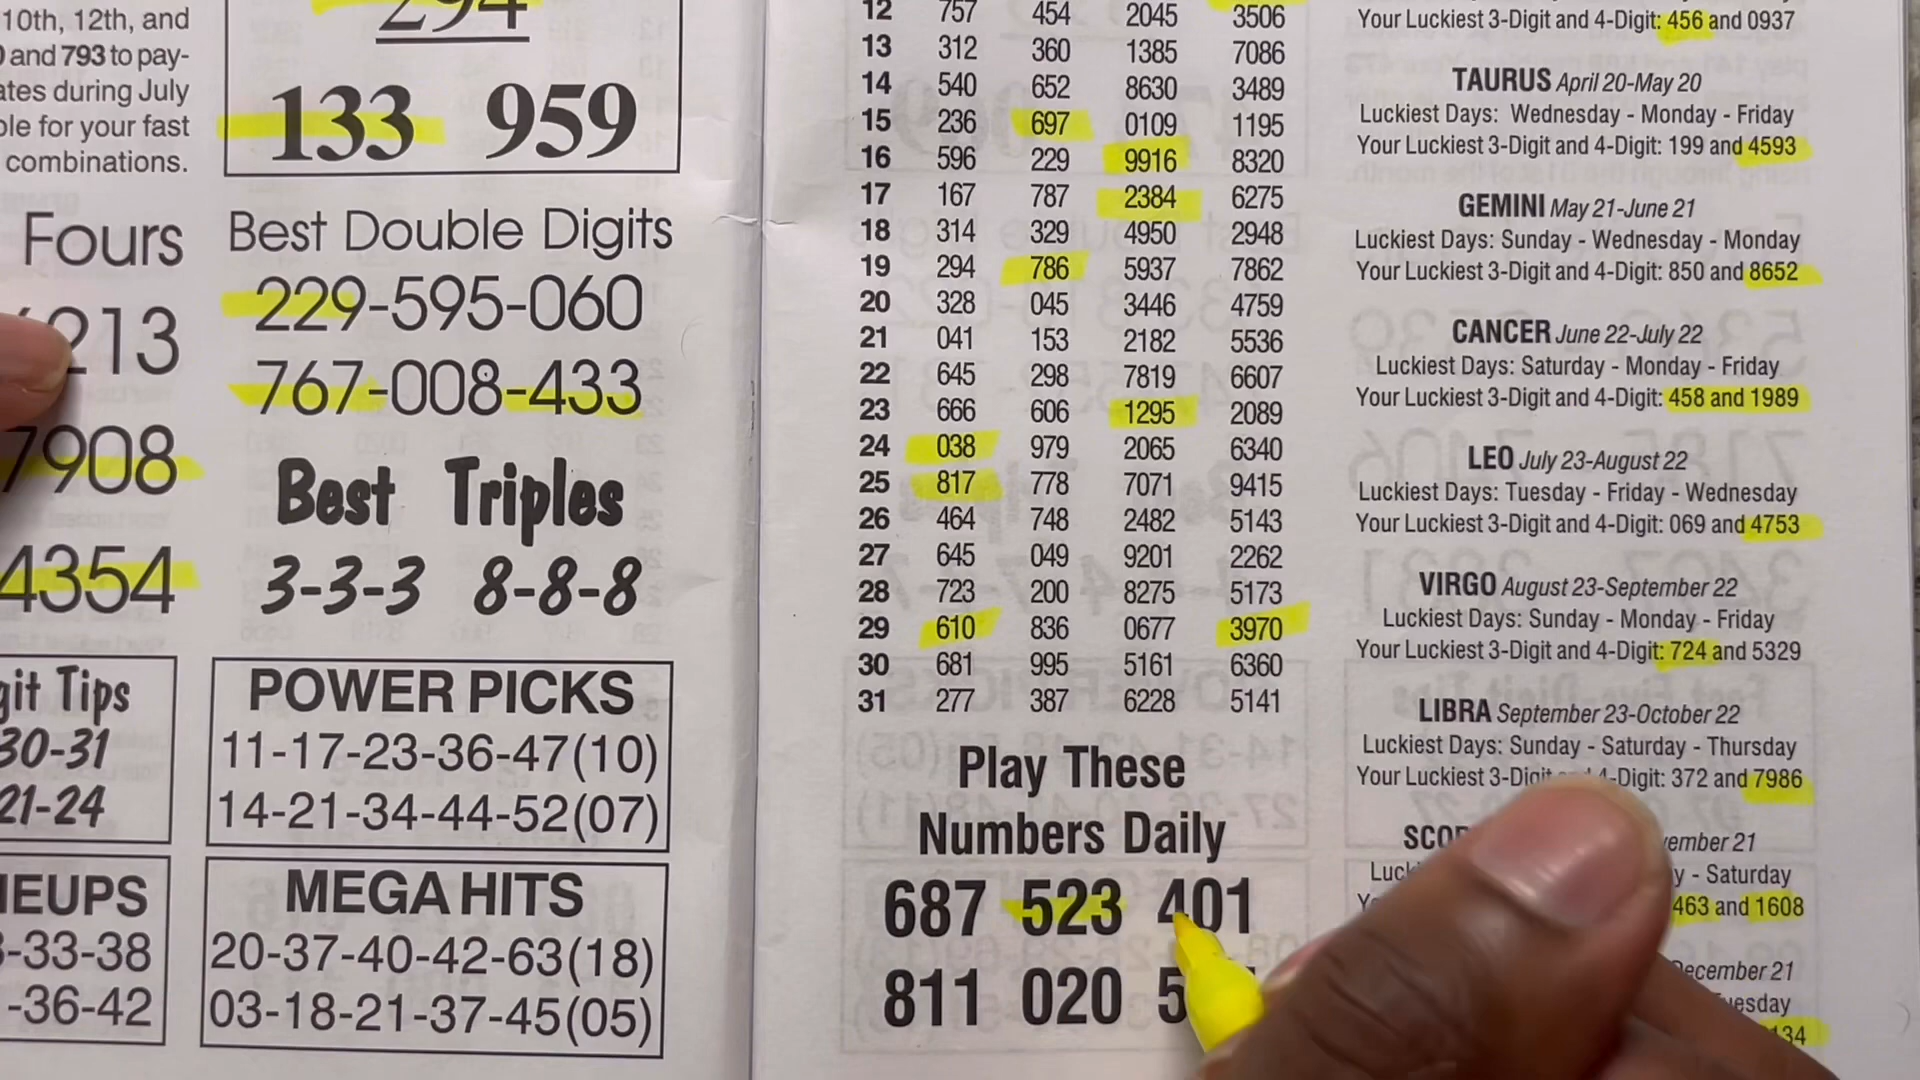 10th, 12th, and
and 793 to pay-
ates during July
ble for your fast
combinations.
294
133 959
Fours
213
7908
4354
Best Double Digits
229-595-060
767-008-433
Best Triples
3-3-3 8-8-8
git Tips
30-31
21-24
POWER PICKS
11-17-23-36-47(10)
14-21-34-44-52(07)
IEUPS
-33-38
-36-42
MEGA HITS
20-37-40-42-63(18)
03-18-21-37-45(05)
12 757 454 2045 3506
13 312 360 1385 7086
14 540 652 8630 3489
15 236 697 0109 1195
16 596 229 9916 8320
17 167 787 2384 6275
18 314 329 4950 2948
19 294 786 5937 7862
20 328 045 3446 4759
21 041 153 2182 5536
22 645 298 7819 6607
23 666 606 1295 2089
24 038 979 2065 6340
25 817 778 7071 9415
26 464 748 2482 5143
27 645 049 9201 2262
28 723 200 8275 5173
29 610 836 0677 3970
30 681 995 5161 6360
31 277 387 6228 5141
Play These
Numbers Daily
687 523 401
811 020 5
Your Luckiest 3-Digit and 4-Digit: 456 and 0937
TAURUS April 20-May 20
Luckiest Days: Wednesday - Monday - Friday
Your Luckiest 3-Digit and 4-Digit: 199 and 4593
GEMINI May 21-June 21
Luckiest Days: Sunday - Wednesday - Monday
Your Luckiest 3-Digit and 4-Digit: 850 and 8652
CANCER June 22-July 22
Luckiest Days: Saturday - Monday - Friday
Your Luckiest 3-Digit and 4-Digit: 458 and 1989
LEO July 23-August 22
Luckiest Days: Tuesday - Friday - Wednesday
Your Luckiest 3-Digit and 4-Digit: 069 and 4753
VIRGO August 23-September 22
Luckiest Days: Sunday - Monday - Friday
Your Luckiest 3-Digit and 4-Digit: 724 and 5329
LIBRA September 23-October 22
Luckiest Days: Sunday - Saturday - Thursday
Your Luckiest 3-Digit 4-Digit: 372 and 7986
SCOR ember 21
Luck y - Saturday
463 and 1608
ecember 21
esday
134